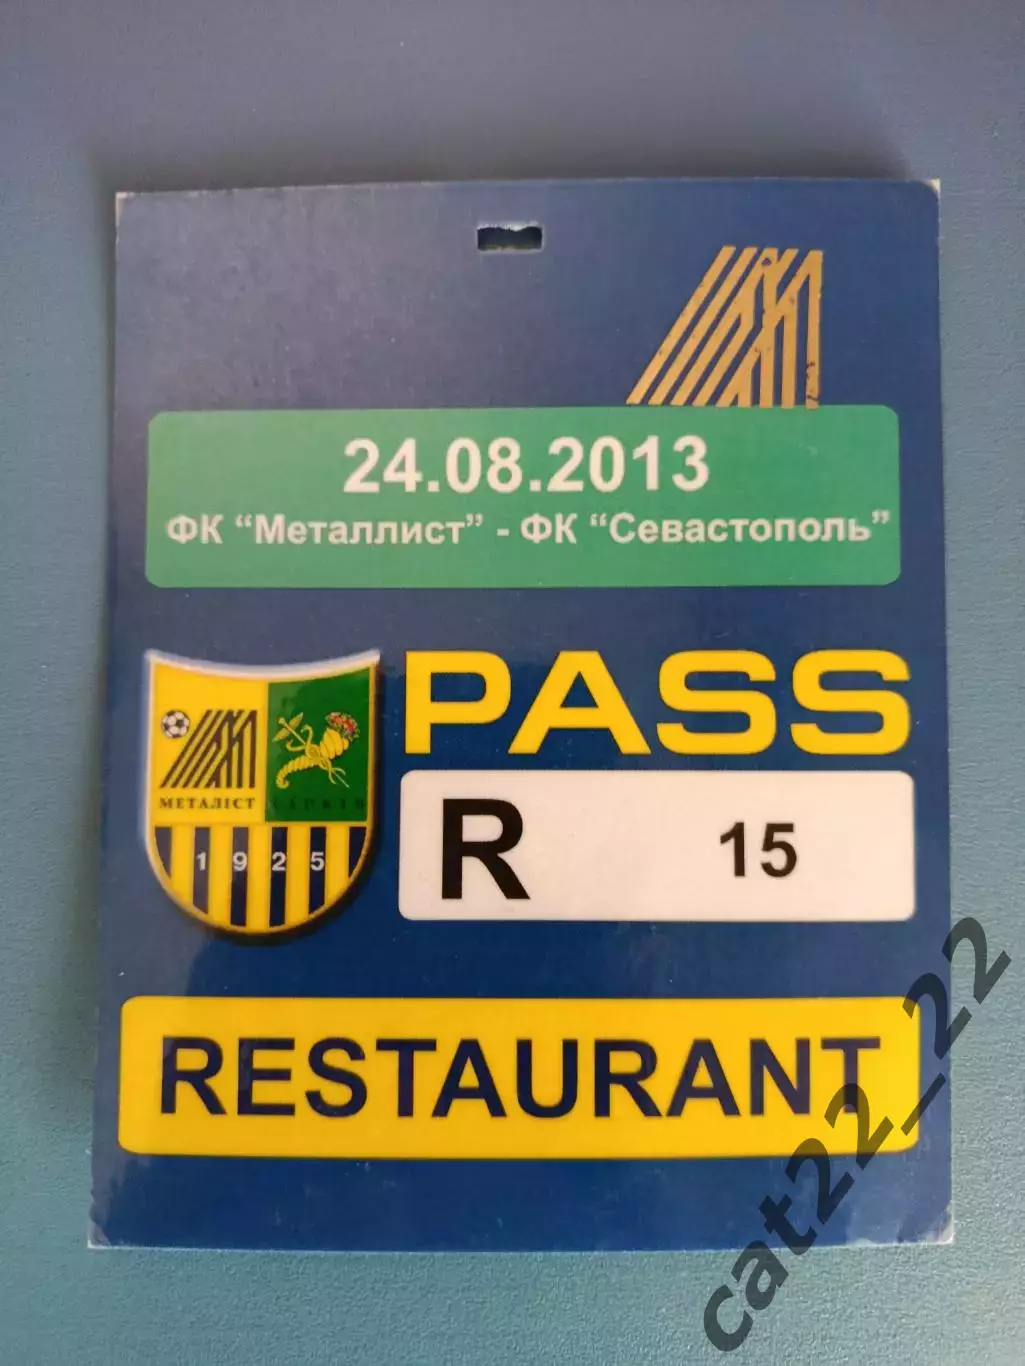 24.08.2013
ФК “Металлист” - ФК “Севастополь”
PASS
МЕТАЛІСТ ХАРКІВ
1925
R 15
RESTAURANT
cat22_22